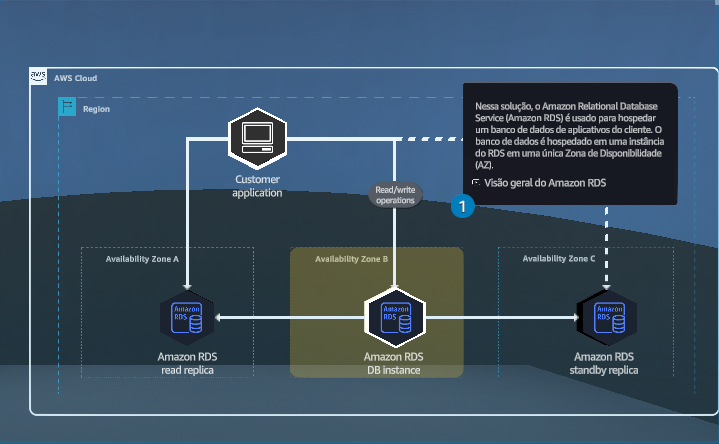 aws
AWS Cloud
Region
Nessa solução, o Amazon Relational Database
Service (Amazon RDS) é usado para hospedar
um banco de dados de aplicativos do cliente. O
banco de dados é hospedado em uma instância
do RDS em uma única Zona de Disponibilidade
(AZ).
Visão geral do Amazon RDS
1
Customer
application
Read/write
operations
Availability Zone A
Availability Zone B
Availability Zone C
Amazon
RDS
Amazon
RDS
Amazon
RDS
Amazon RDS
read replica
Amazon RDS
DB instance
Amazon RDS
standby replica